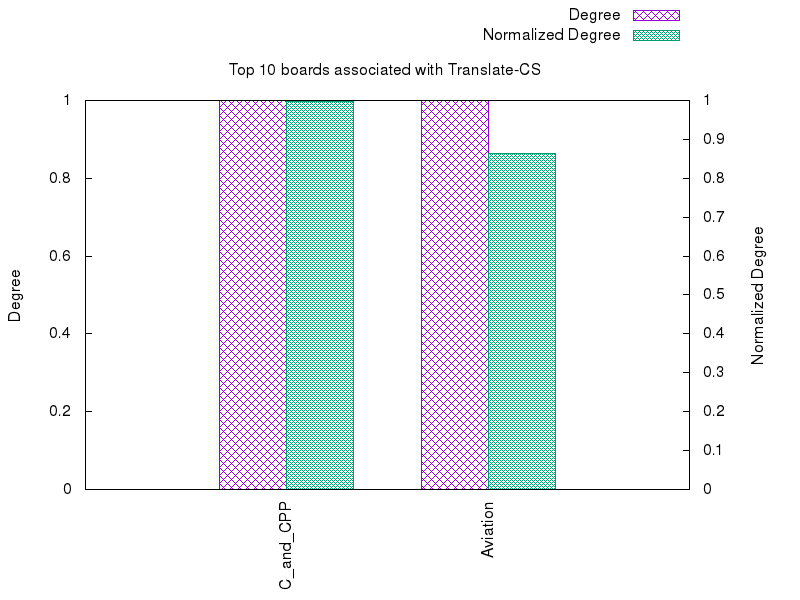 Degree
Normalized Degree
Top 10 boards associated with Translate-CS
1
0.8
0.6
0.4
0.2
0
1
0.9
0.8
0.7
0.6
0.5
0.4
0.3
0.2
0.1
0
Degree
Normalized Degree
C_and_CPP
Aviation